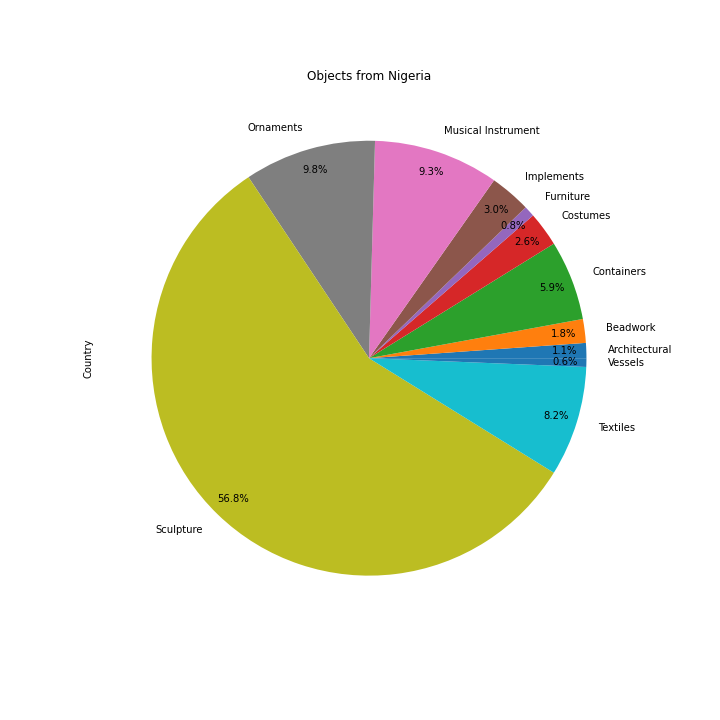 Objects from Nigeria
Ornaments
Musical Instrument
9.8%
9.3%
Implements
Furniture
3.0%
Costumes
0.8%
2.6%
Containers
5.9%
Beadwork
1.8%
Architectural
1.1%
Vessels
0.6%
Country
8.2%
Textiles
56.8%
Sculpture